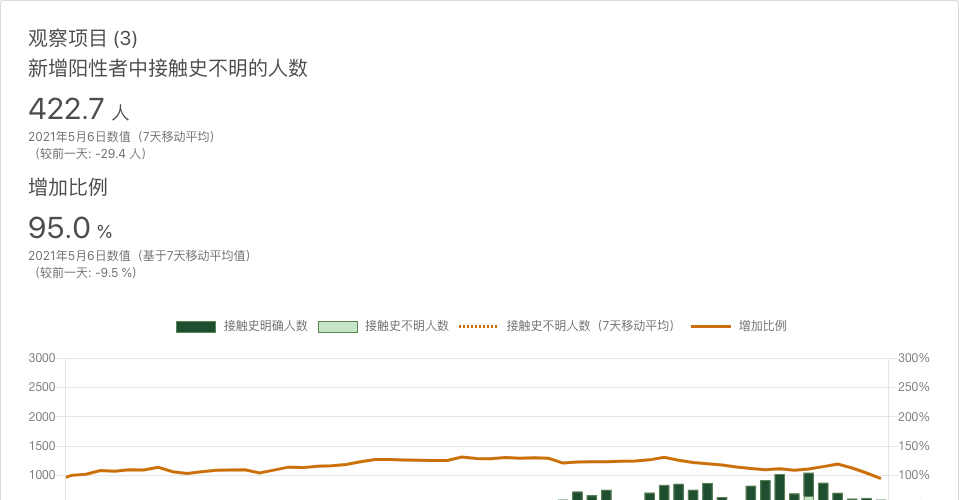 观察项目 (3)
新增阳性者中接触史不明的人数
422.7 人
2021年5月6日数值（7天移动平均）
（较前一天: -29.4 人）
增加比例
95.0 %
2021年5月6日数值（基于7天移动平均值）
（较前一天: -9.5 %）
接触史明确人数 接触史不明人数 接触史不明人数（7天移动平均） 增加比例
3000 300%
2500 250%
2000 200%
1500 150%
1000 100%